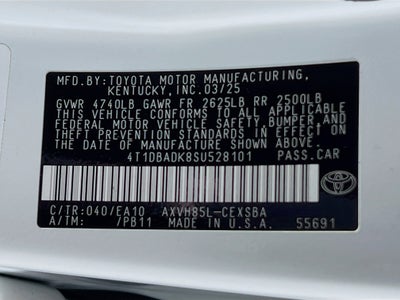 MFD.BY: TOYOTA MOTOR MANUFACTURING,
KENTUCKY, INC. 03/25
GVWR 4740LB GAWR FR 2625LB RR 2500LB
THIS VEHICLE CONFORMS TO ALL APPLICABLE
FEDERAL MOTOR VEHICLE SAFETY, BUMPER, AND
THEFT PREVENTION STANDARDS IN EFFECT ON
THE DATE OF MANUFACTURE SHOWN ABOVE.
4T1DBADK8SU528101 PASS.CAR
C/TR:040/EA10 AXVH85L-CEXSBA
A/TM: /PB11 MADE IN U.S.A. 55691
TOYOTA